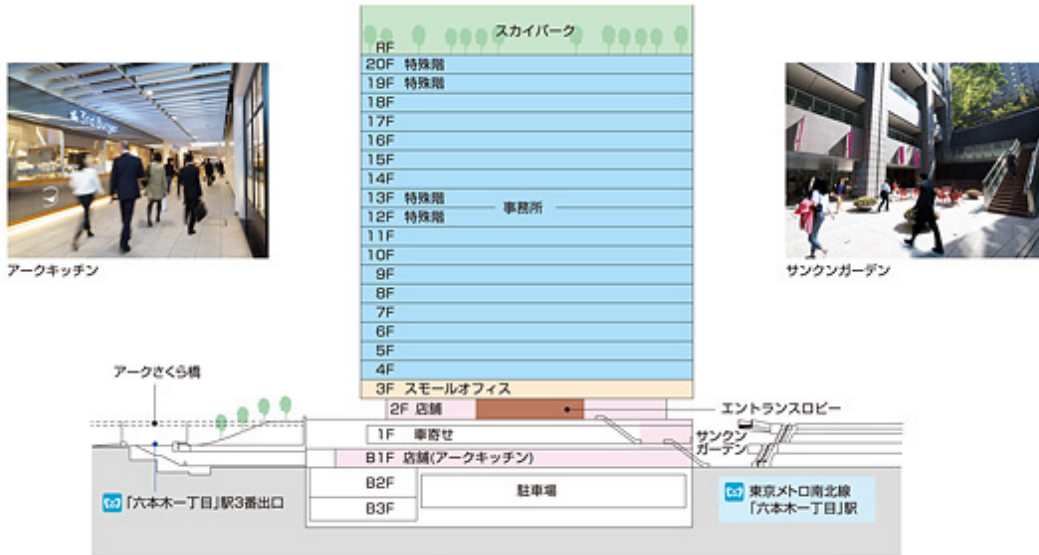 スカイパーク
RF
20F 特殊階
19F 特殊階
18F
17F
16F
15F
14F
13F 特殊階
事務所
12F 特殊階
11F
10F
9F
8F
7F
6F
5F
4F
3F スモールオフィス
2F 店舗
エントランスロビー
1F 車寄せ
サンクン
ガーデン
B1F 店舗(アークキッチン)
B2F
駐車場
B3F
3rd Burger
アークキッチン
サンクンガーデン
アークさくら橋
「六本木一丁目」駅3番出口
東京メトロ南北線
「六本木一丁目」駅